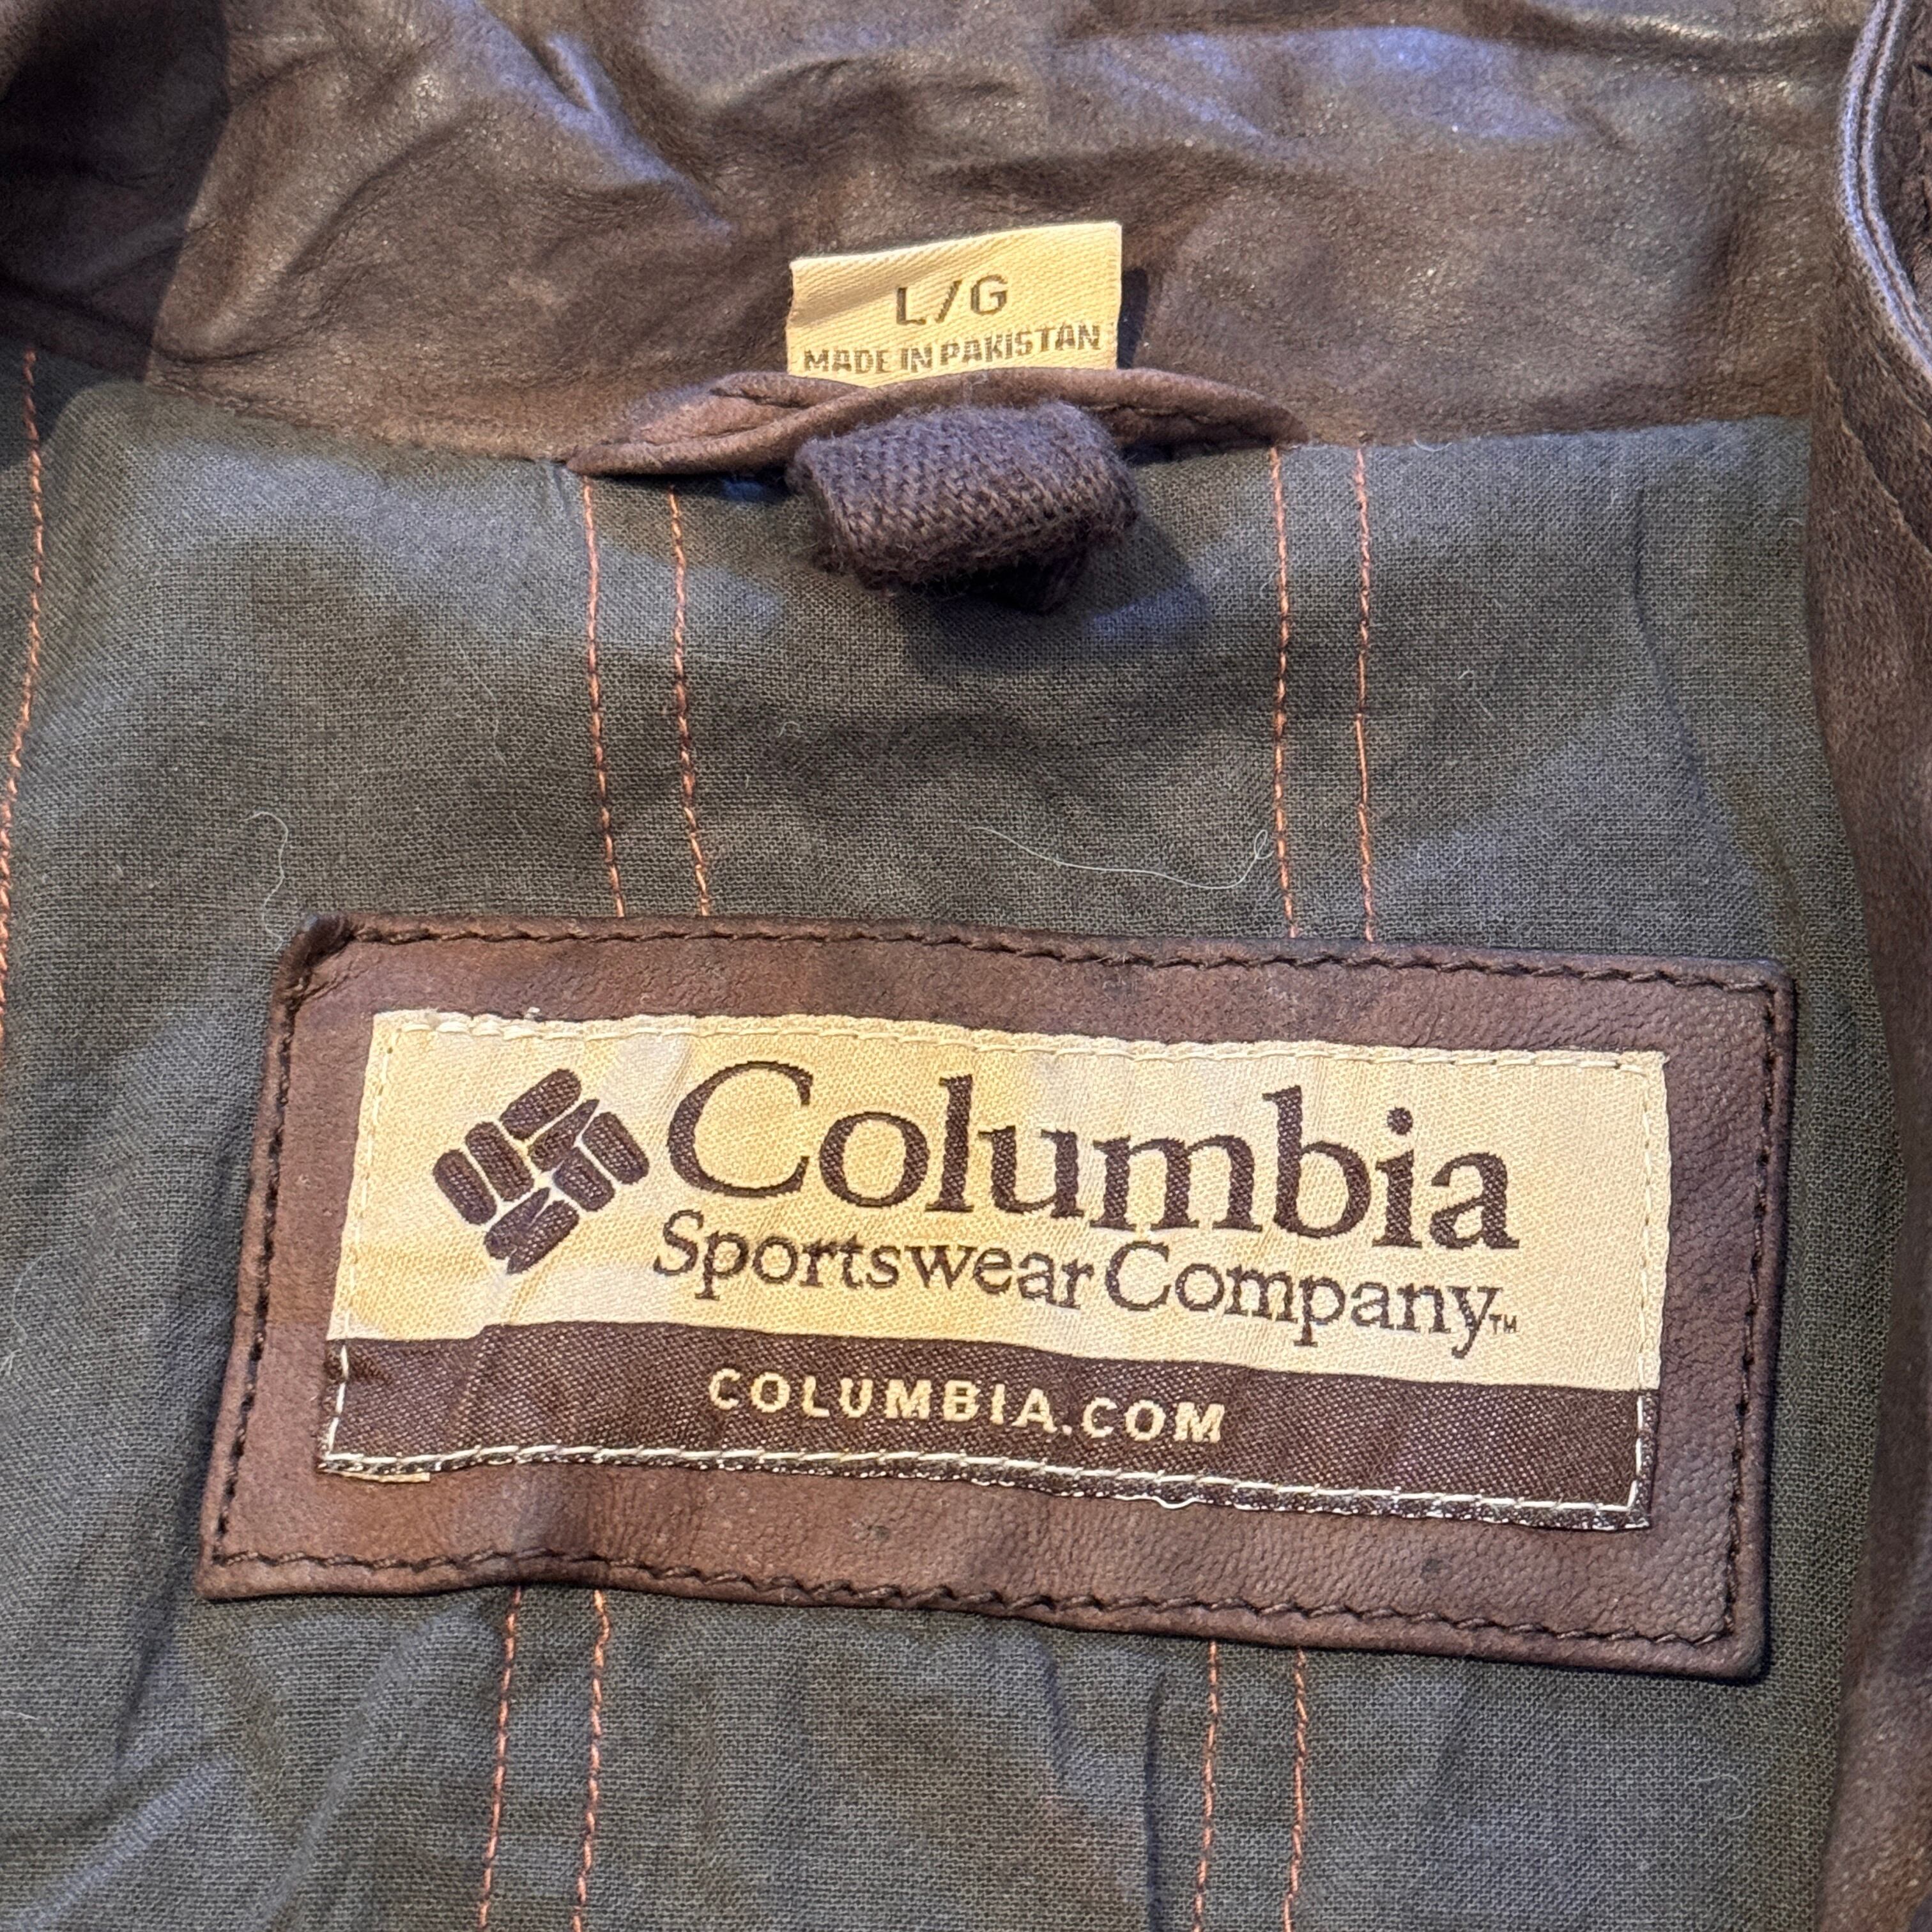 L/G
MADE IN PAKISTAN
Columbia
Sportswear Company™
COLUMBIA.COM